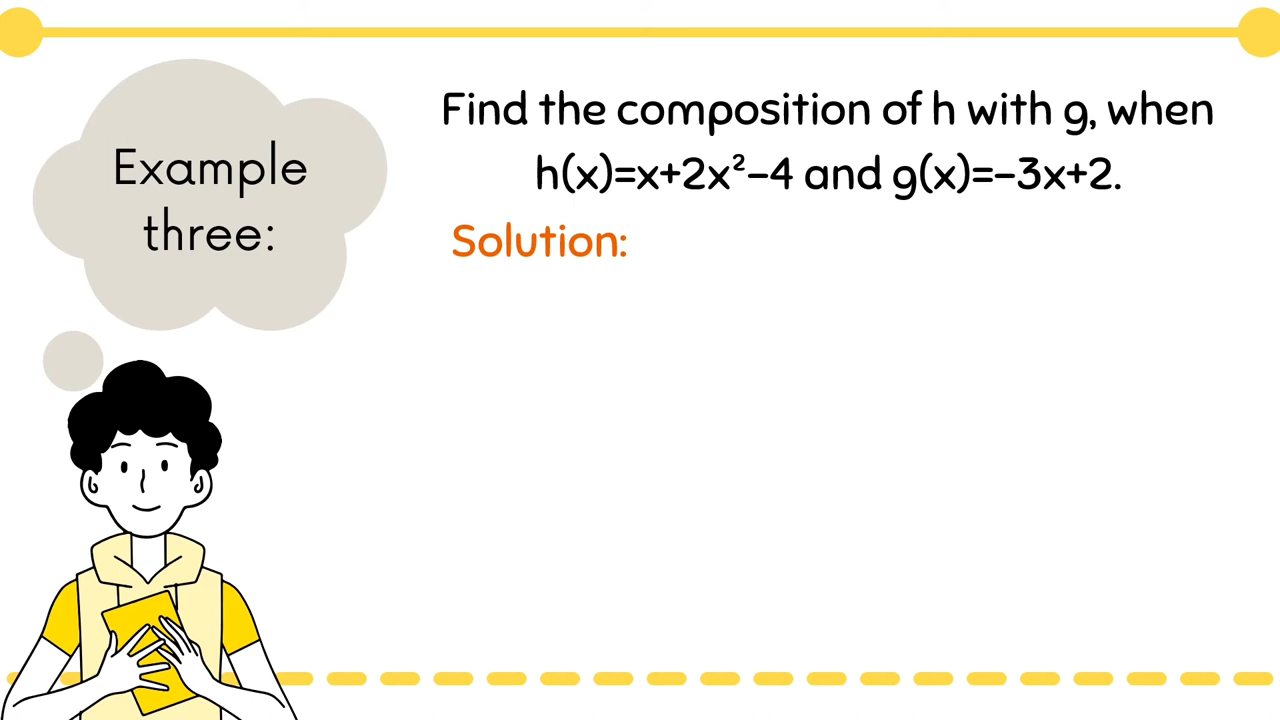 Example
three:
Find the composition of h with g, when
h(x)=x+2x²-4 and g(x)=-3x+2.
Solution: